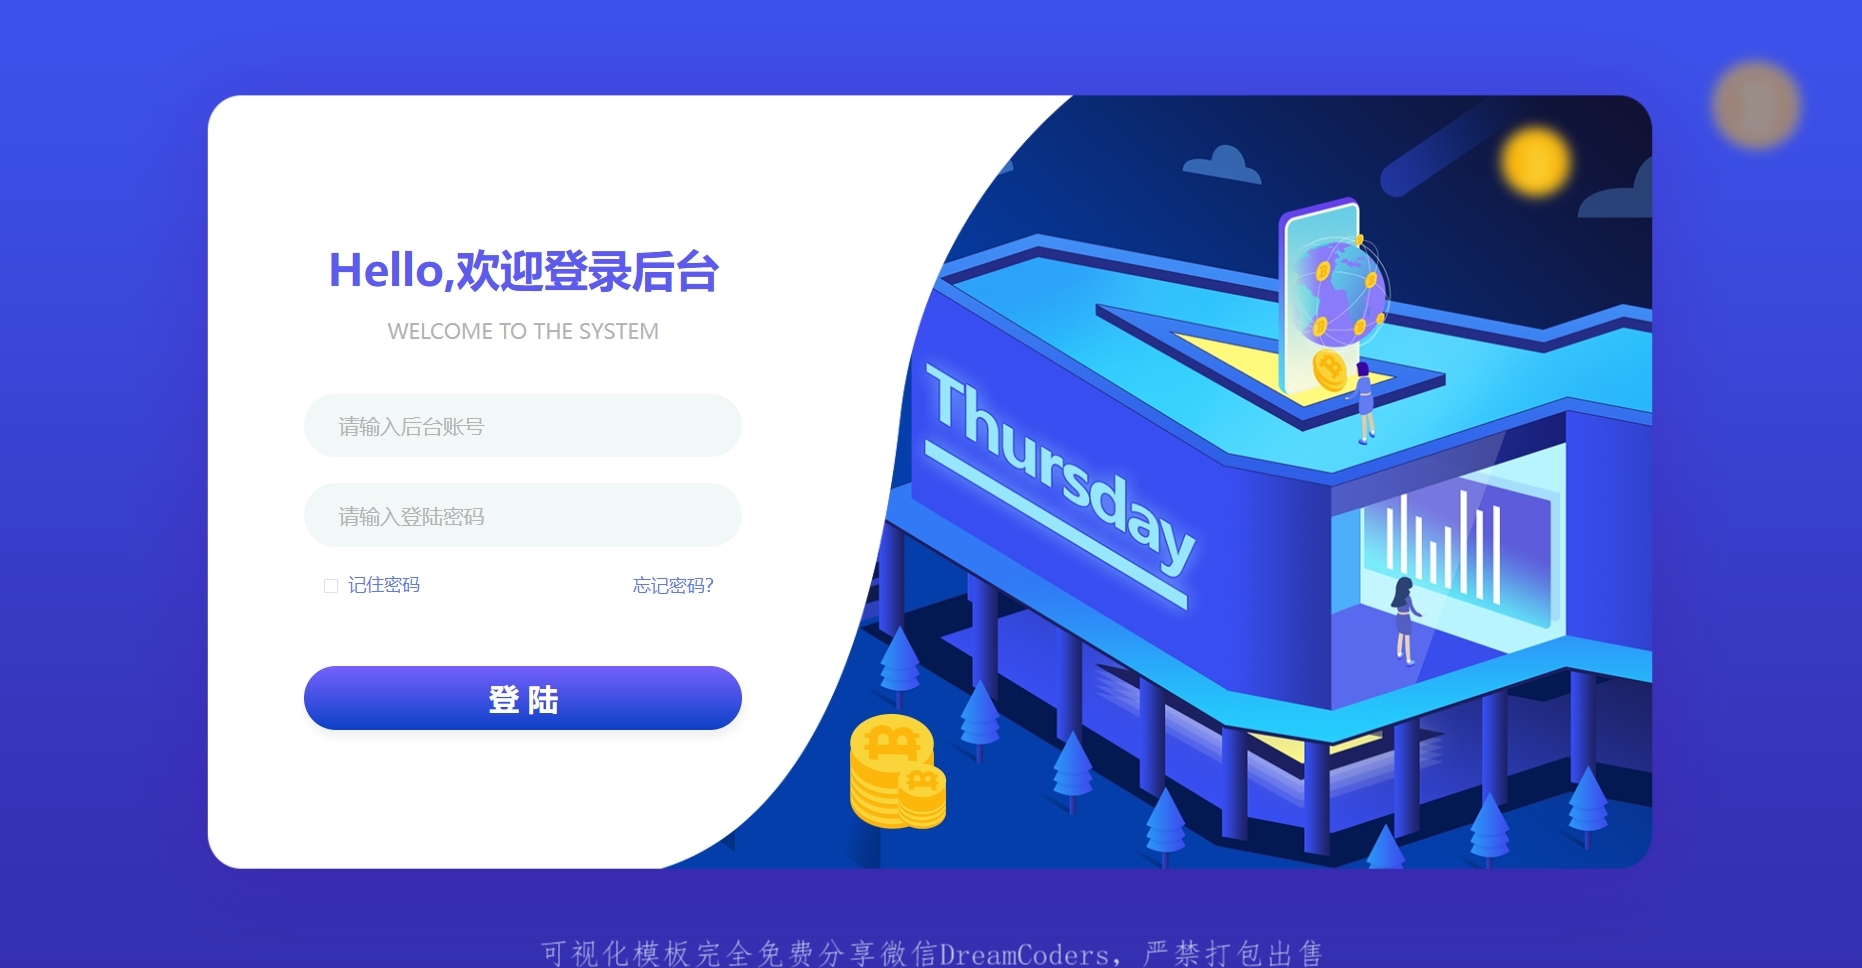 Hello,欢迎登录后台
WELCOME TO THE SYSTEM
请输入后台账号
请输入登陆密码
记住密码
忘记密码?
登 陆
Thursday
可视化模板完全免费分享微信DreamCoders，严禁打包出售